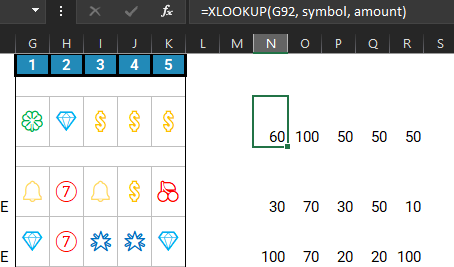 fx =XLOOKUP(G92, symbol, amount)
G H I J K L M N O P Q R S
1 2 3 4 5
$ $ $ 60 100 50 50 50
E 7 $ 30 70 30 50 10
E 7 100 70 20 20 100